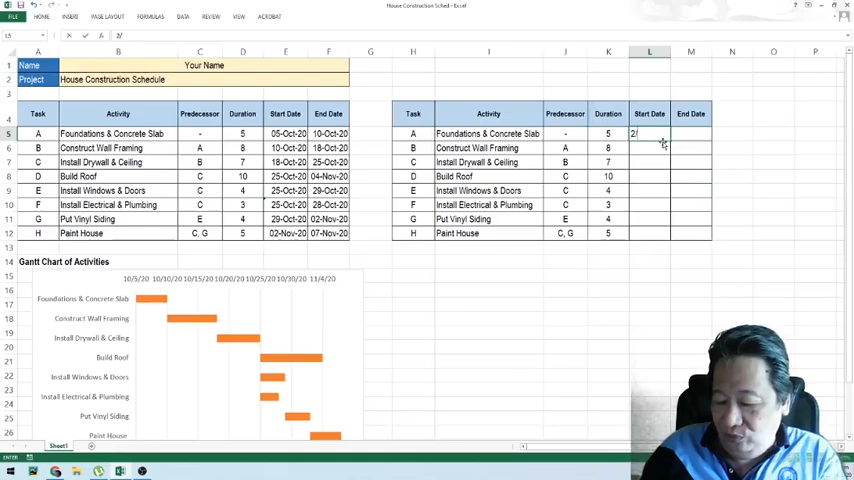 House Construction Sched - Excel
FILE HOME INSERT PAGE LAYOUT FORMULAS DATA REVIEW VIEW ACROBAT
L5 2/
A B C D E F G H I J K L M N O P
1 Name Your Name
2 Project House Construction Schedule
3
4 Task Activity Predecessor Duration Start Date End Date Task Activity Predecessor Duration Start Date End Date
5 A Foundations & Concrete Slab - 5 05-Oct-20 10-Oct-20 A Foundations & Concrete Slab - 5 2/
6 B Construct Wall Framing A 8 10-Oct-20 18-Oct-20 B Construct Wall Framing A 8
7 C Install Drywall & Ceiling B 7 18-Oct-20 25-Oct-20 C Install Drywall & Ceiling B 7
8 D Build Roof C 10 25-Oct-20 04-Nov-20 D Build Roof C 10
9 E Install Windows & Doors C 4 25-Oct-20 29-Oct-20 E Install Windows & Doors C 4
10 F Install Electrical & Plumbing C 3 25-Oct-20 28-Oct-20 F Install Electrical & Plumbing C 3
11 G Put Vinyl Siding E 4 29-Oct-20 02-Nov-20 G Put Vinyl Siding E 4
12 H Paint House C, G 5 02-Nov-20 07-Nov-20 H Paint House C, G 5
13
14 Gantt Chart of Activities
15 10/5/20 10/10/20 10/15/20 10/20/20 10/25/20 10/30/20 11/4/20
16
17 Foundations & Concrete Slab
18 Construct Wall Framing
19 Install Drywall & Ceiling
20
21 Build Roof
22 Install Windows & Doors
23
24 Install Electrical & Plumbing
25 Put Vinyl Siding
26 Paint House
Sheet1
ENTER